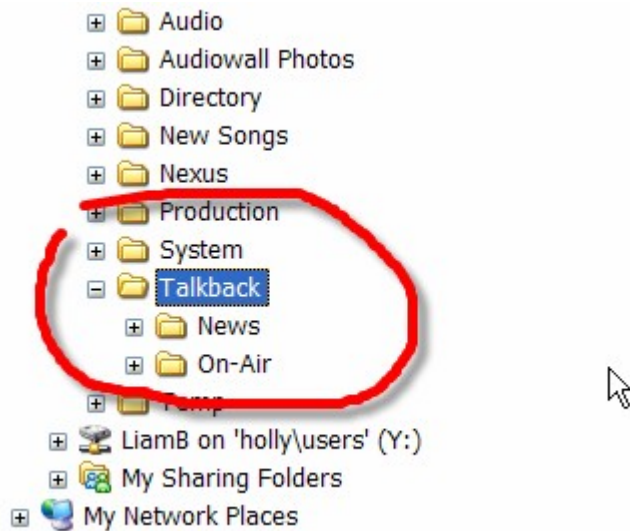 Audio
Audiowall Photos
Directory
New Songs
Nexus
Production
System
Talkback
News
On-Air
Temp
LiamB on 'holly\users' (Y:)
My Sharing Folders
My Network Places